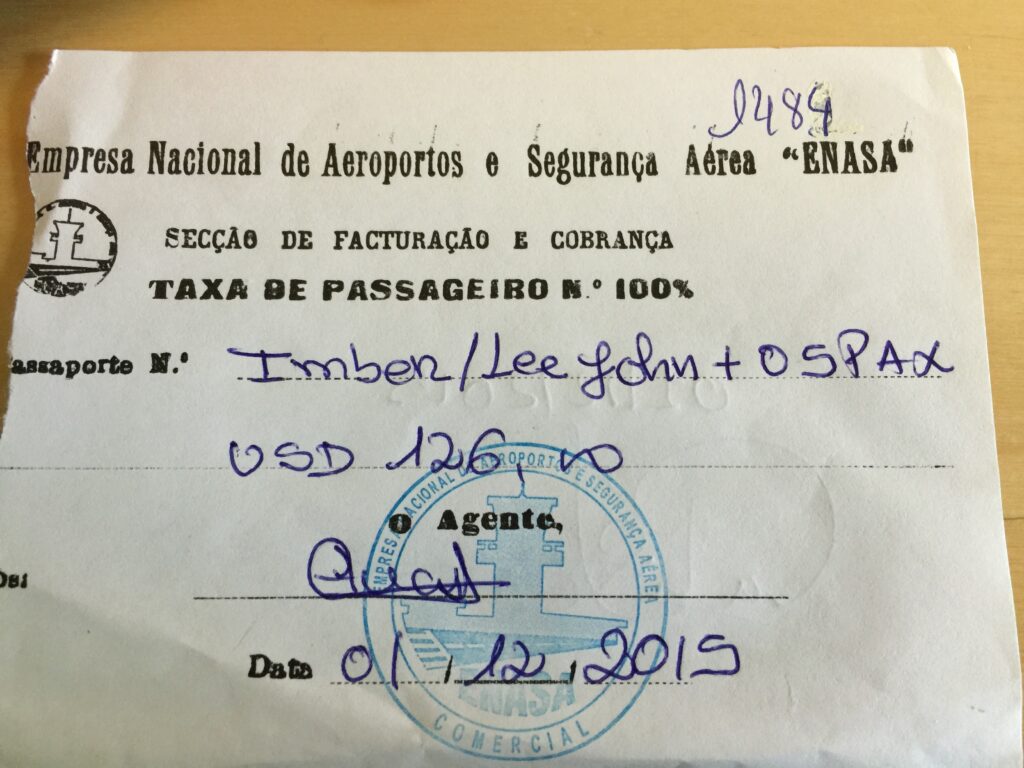 1484
Empresa Nacional de Aeroportos e Segurança Aérea “ENASA“
SECÇÃO DE FACTURAÇÃO E COBRANÇA
TAXA DE PASSAGEIRO N.º 100%
assaporte N.º Imber/Lee John + 05PAX
USD 126,00
EMPRESA NACIONAL DE AEROPORTOS E SEGURANÇA AÉREA
O Agente,
Data 01/12/2015
ENASA
COMERCIAL